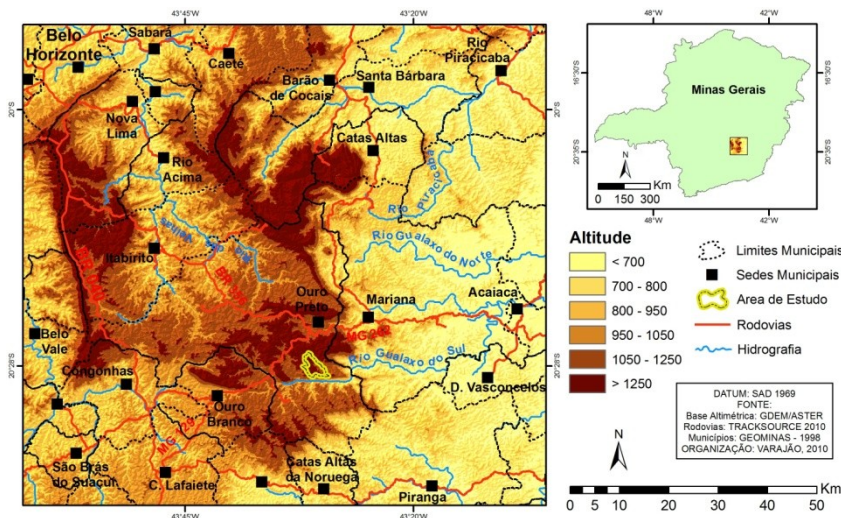 43°45'W
43°20'W
Belo
Horizonte
Sabará
Caeté
Rio
Piracicaba
Barão
de Cocais
Santa Bárbara
20°S
Nova
Lima
Catas Altas
Rio
Acima
Rio
Piracicaba
Rio Gualaxo do Norte
Itabirito
Ouro
Preto
Mariana
Acaiaca
Belo
Vale
Rio Gualaxo do Sul
20°28'S
Congonhas
D. Vasconcelos
Ouro
Branco
São Brás
do Suaçuí
C. Lafaiete
Catas Altas
da Noruega
Piranga
43°45'W
43°20'W
48°W
42°W
16°30'S
Minas Gerais
20°35'S
N
Km
0 150 300
48°W
42°W
Altitude
< 700
700 - 800
800 - 950
950 - 1050
1050 - 1250
> 1250
Limites Municipais
Sedes Municipais
Area de Estudo
Rodovias
Hidrografia
DATUM: SAD 1969
FONTE:
Base Altimétrica: GDEM/ASTER
Rodovias: TRACKSOURCE 2010
Municípios: GEOMINAS - 1998
ORGANIZAÇÃO: VARAJÃO, 2010
N
Km
0 5 10 20 30 40 50